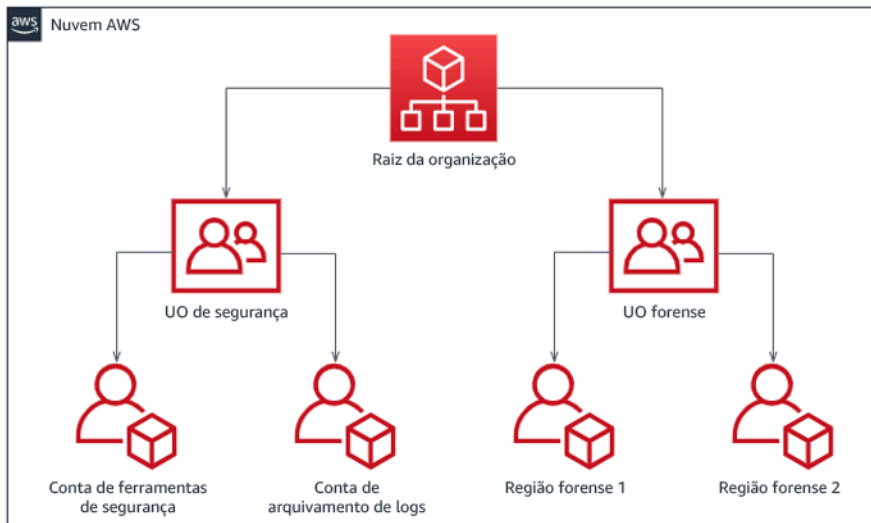 aws
Nuvem AWS
Raiz da organização
UO de segurança
UO forense
Conta de ferramentas
de segurança
Conta de
arquivamento de logs
Região forense 1
Região forense 2